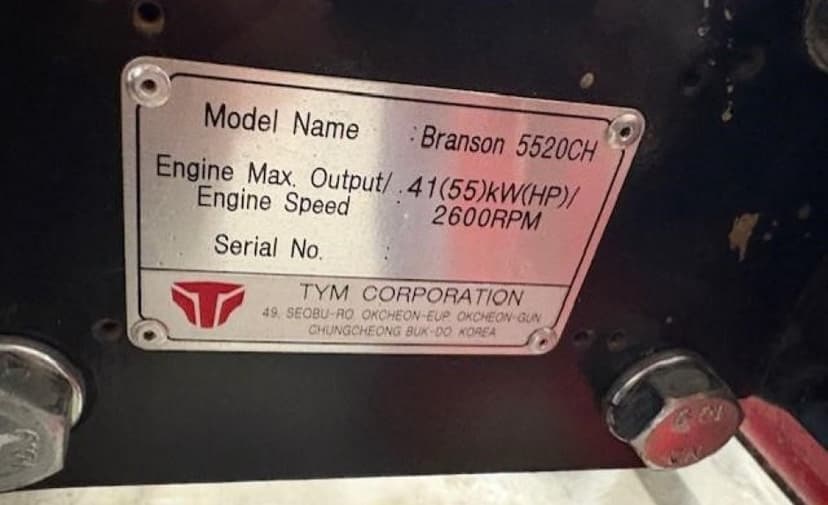 Model Name : Branson 5520CH
Engine Max. Output/ : 41(55)kW(HP)/
Engine Speed 2600RPM
Serial No. :
TYM CORPORATION
49, SEOBU-RO, OKCHEON-EUP, OKCHEON-GUN
CHUNGCHEONG BUK-DO, KOREA